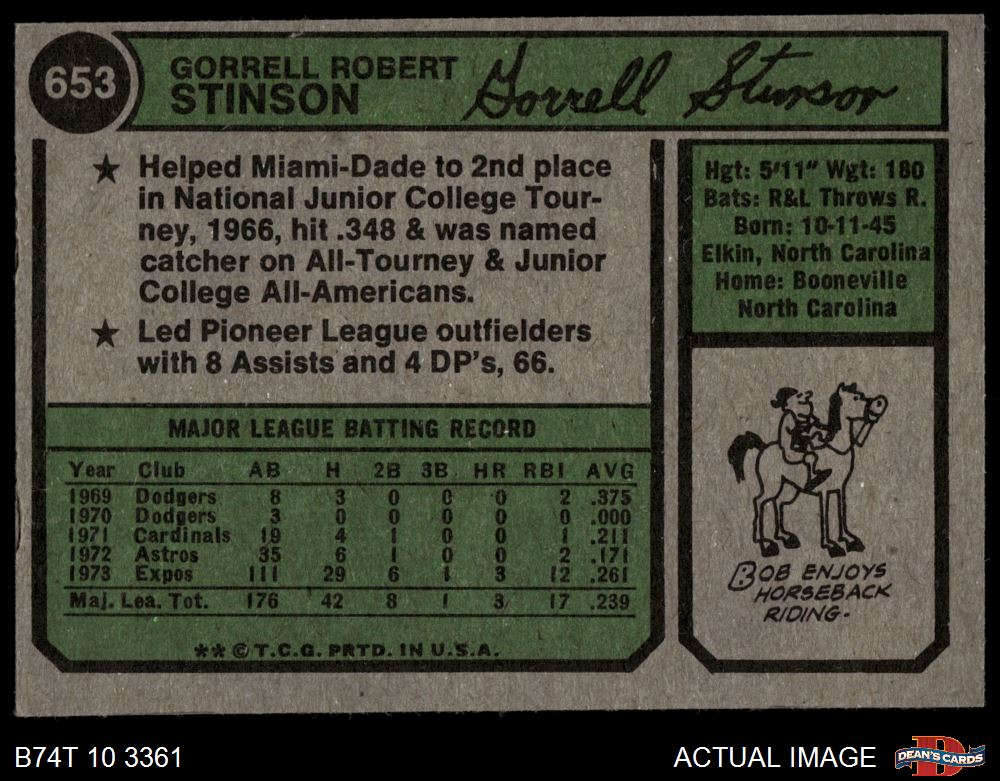 653
GORRELL ROBERT
STINSON
Gorrell Stinson
★ Helped Miami-Dade to 2nd place
in National Junior College Tour-
ney, 1966, hit .348 & was named
catcher on All-Tourney & Junior
College All-Americans.
★ Led Pioneer League outfielders
with 8 Assists and 4 DP's, 66.
MAJOR LEAGUE BATTING RECORD
Year Club AB H 2B 3B HR RBI AVG
1969 Dodgers 8 3 0 0 0 2 .375
1970 Dodgers 3 0 0 0 0 0 .000
1971 Cardinals 19 4 1 0 0 1 .211
1972 Astros 35 6 1 0 0 2 .171
1973 Expos 111 29 6 1 3 12 .261
Maj. Lea. Tot. 176 42 8 1 3 17 .239
** © T.C.G. PRTD. IN U.S.A.
Hgt: 5'11" Wgt: 180
Bats: R&L Throws R.
Born: 10-11-45
Elkin, North Carolina
Home: Booneville
North Carolina
BOB ENJOYS
HORSEBACK
RIDING.
B74T 10 3361
ACTUAL IMAGE
D
DEAN'S CARDS